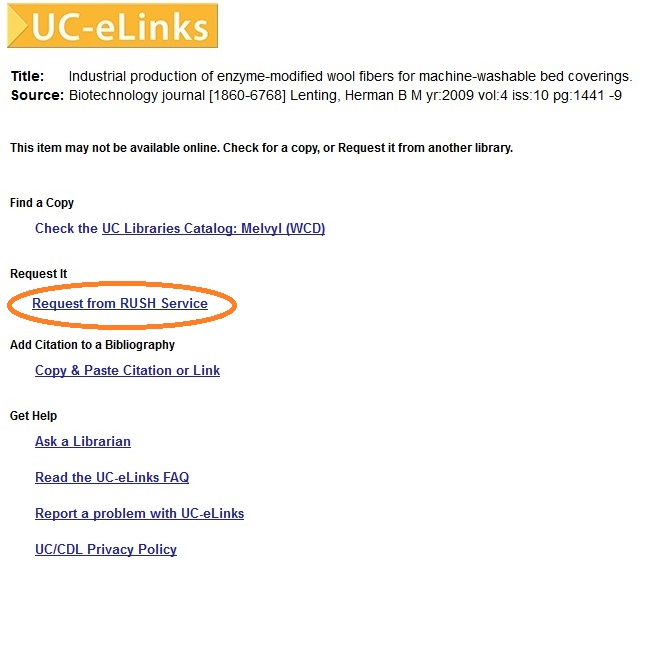 UC-eLinks
Title: Industrial production of enzyme-modified wool fibers for machine-washable bed coverings.
Source: Biotechnology journal [1860-6768] Lenting, Herman B M yr:2009 vol:4 iss:10 pg:1441 -9
This item may not be available online. Check for a copy, or Request it from another library.
Find a Copy
Check the UC Libraries Catalog: Melvyl (WCD)
Request It
Request from RUSH Service
Add Citation to a Bibliography
Copy & Paste Citation or Link
Get Help
Ask a Librarian
Read the UC-eLinks FAQ
Report a problem with UC-eLinks
UC/CDL Privacy Policy